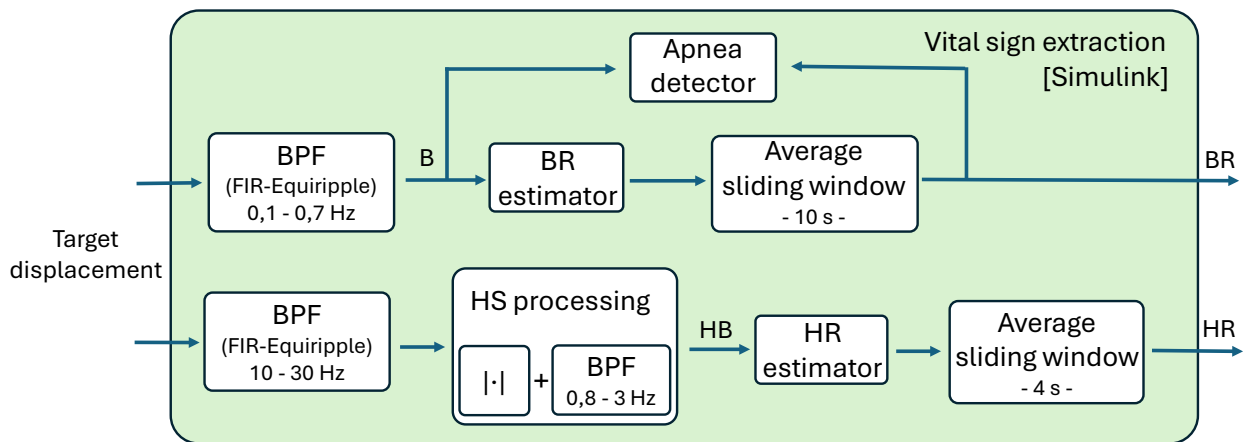 Vital sign extraction
[Simulink]
Apnea
detector
BPF
(FIR-Equiripple)
0,1 - 0,7 Hz
B
BR
estimator
Average
sliding window
- 10 s -
BR
Target
displacement
BPF
(FIR-Equiripple)
10 - 30 Hz
HS processing
|·|
+
BPF
0,8 - 3 Hz
HB
HR
estimator
Average
sliding window
- 4 s -
HR